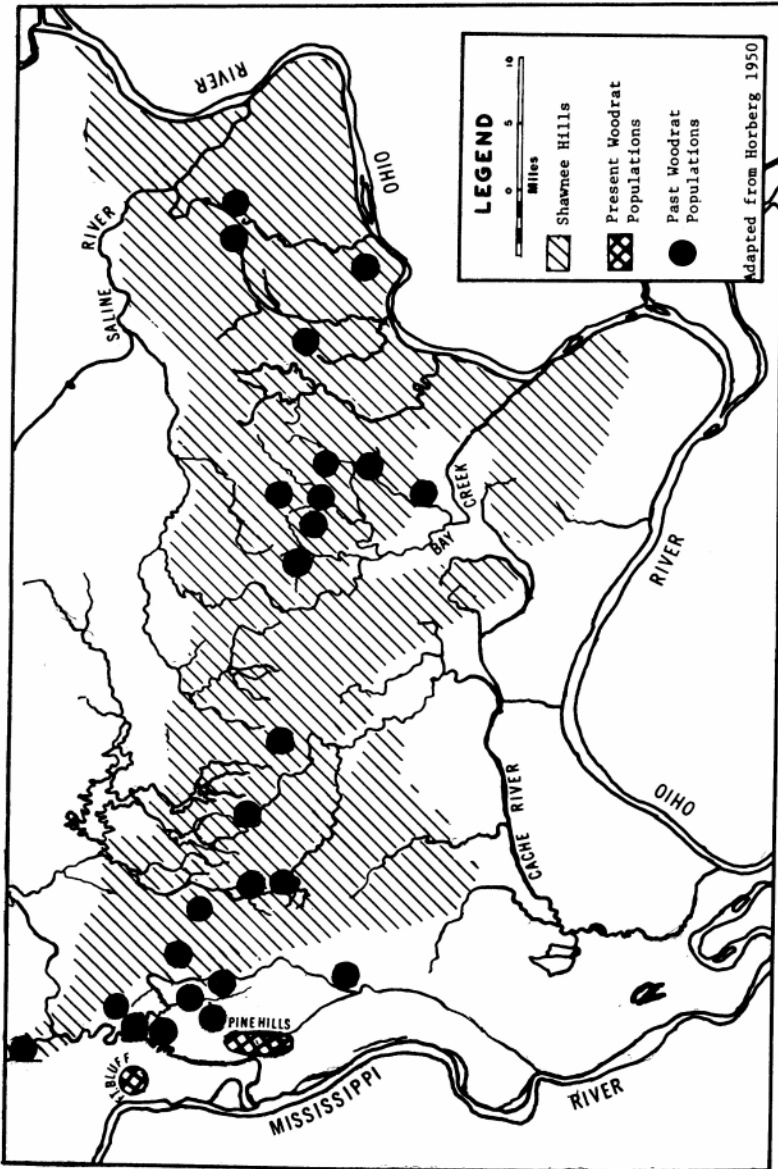 RIVER
OHIO
RIVER
SALINE
BAY
CREEK
RIVER
OHIO
CACHE RIVER
PINE HILLS
BLUFF
MISSISSIPPI
RIVER
LEGEND
0 5 10
Miles
Shawnee Hills
Present Woodrat
Populations
Past Woodrat
Populations
Adapted from Horberg 1950